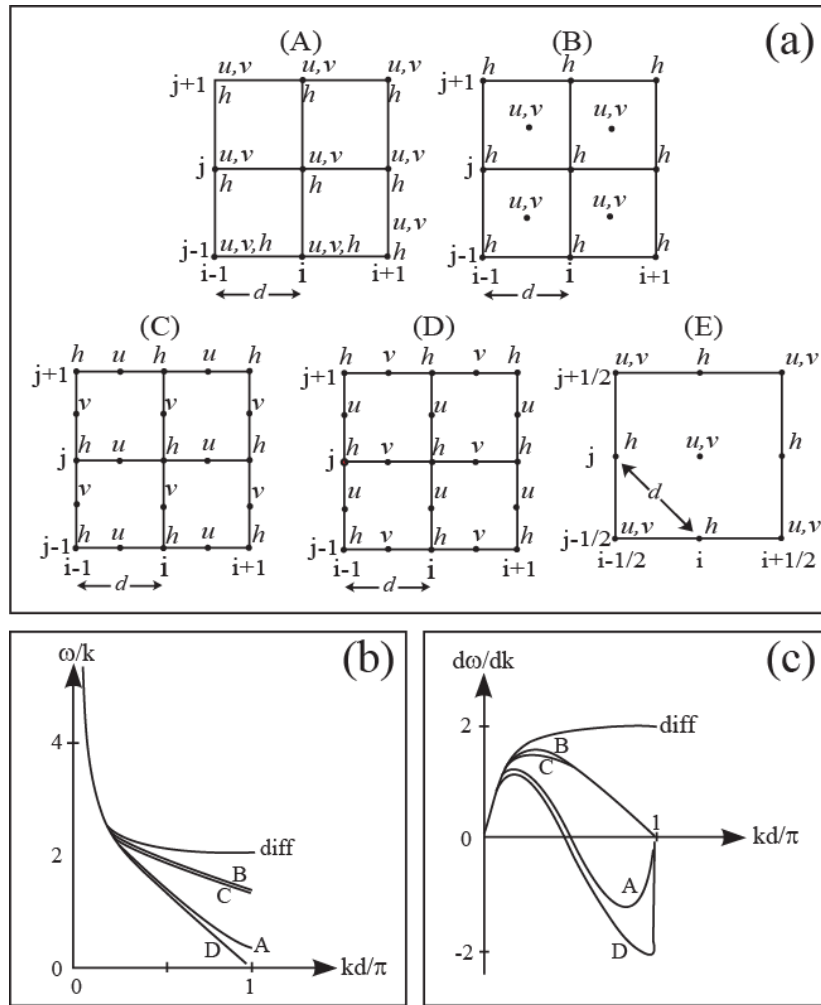 (a)
(A) (B)
u,v u,v u,v h h h
j+1 h h h j+1
u,v u,v
u,v u,v u,v
j h h h j h h h
u,v u,v u,v
j-1 u,v,h u,v,h h j-1 h h h
i-1 i i+1 i-1 i i+1
d d
(C) (D) (E)
h u h u h h v h v h u,v h u,v
j+1 j+1 j+1/2
v v v u u u
j h u h u h j h v h v h j h u,v h
v v v u u u d
j-1 h u h u h j-1 h v h v h j-1/2 u,v h u,v
i-1 i i+1 i-1 i i+1 i-1/2 i i+1/2
d d
ω/k (b)
4
diff
2
B
C
D A
0 kd/π
0 1
dω/dk (c)
2 diff
B
C
1
0 kd/π
A
-2 D